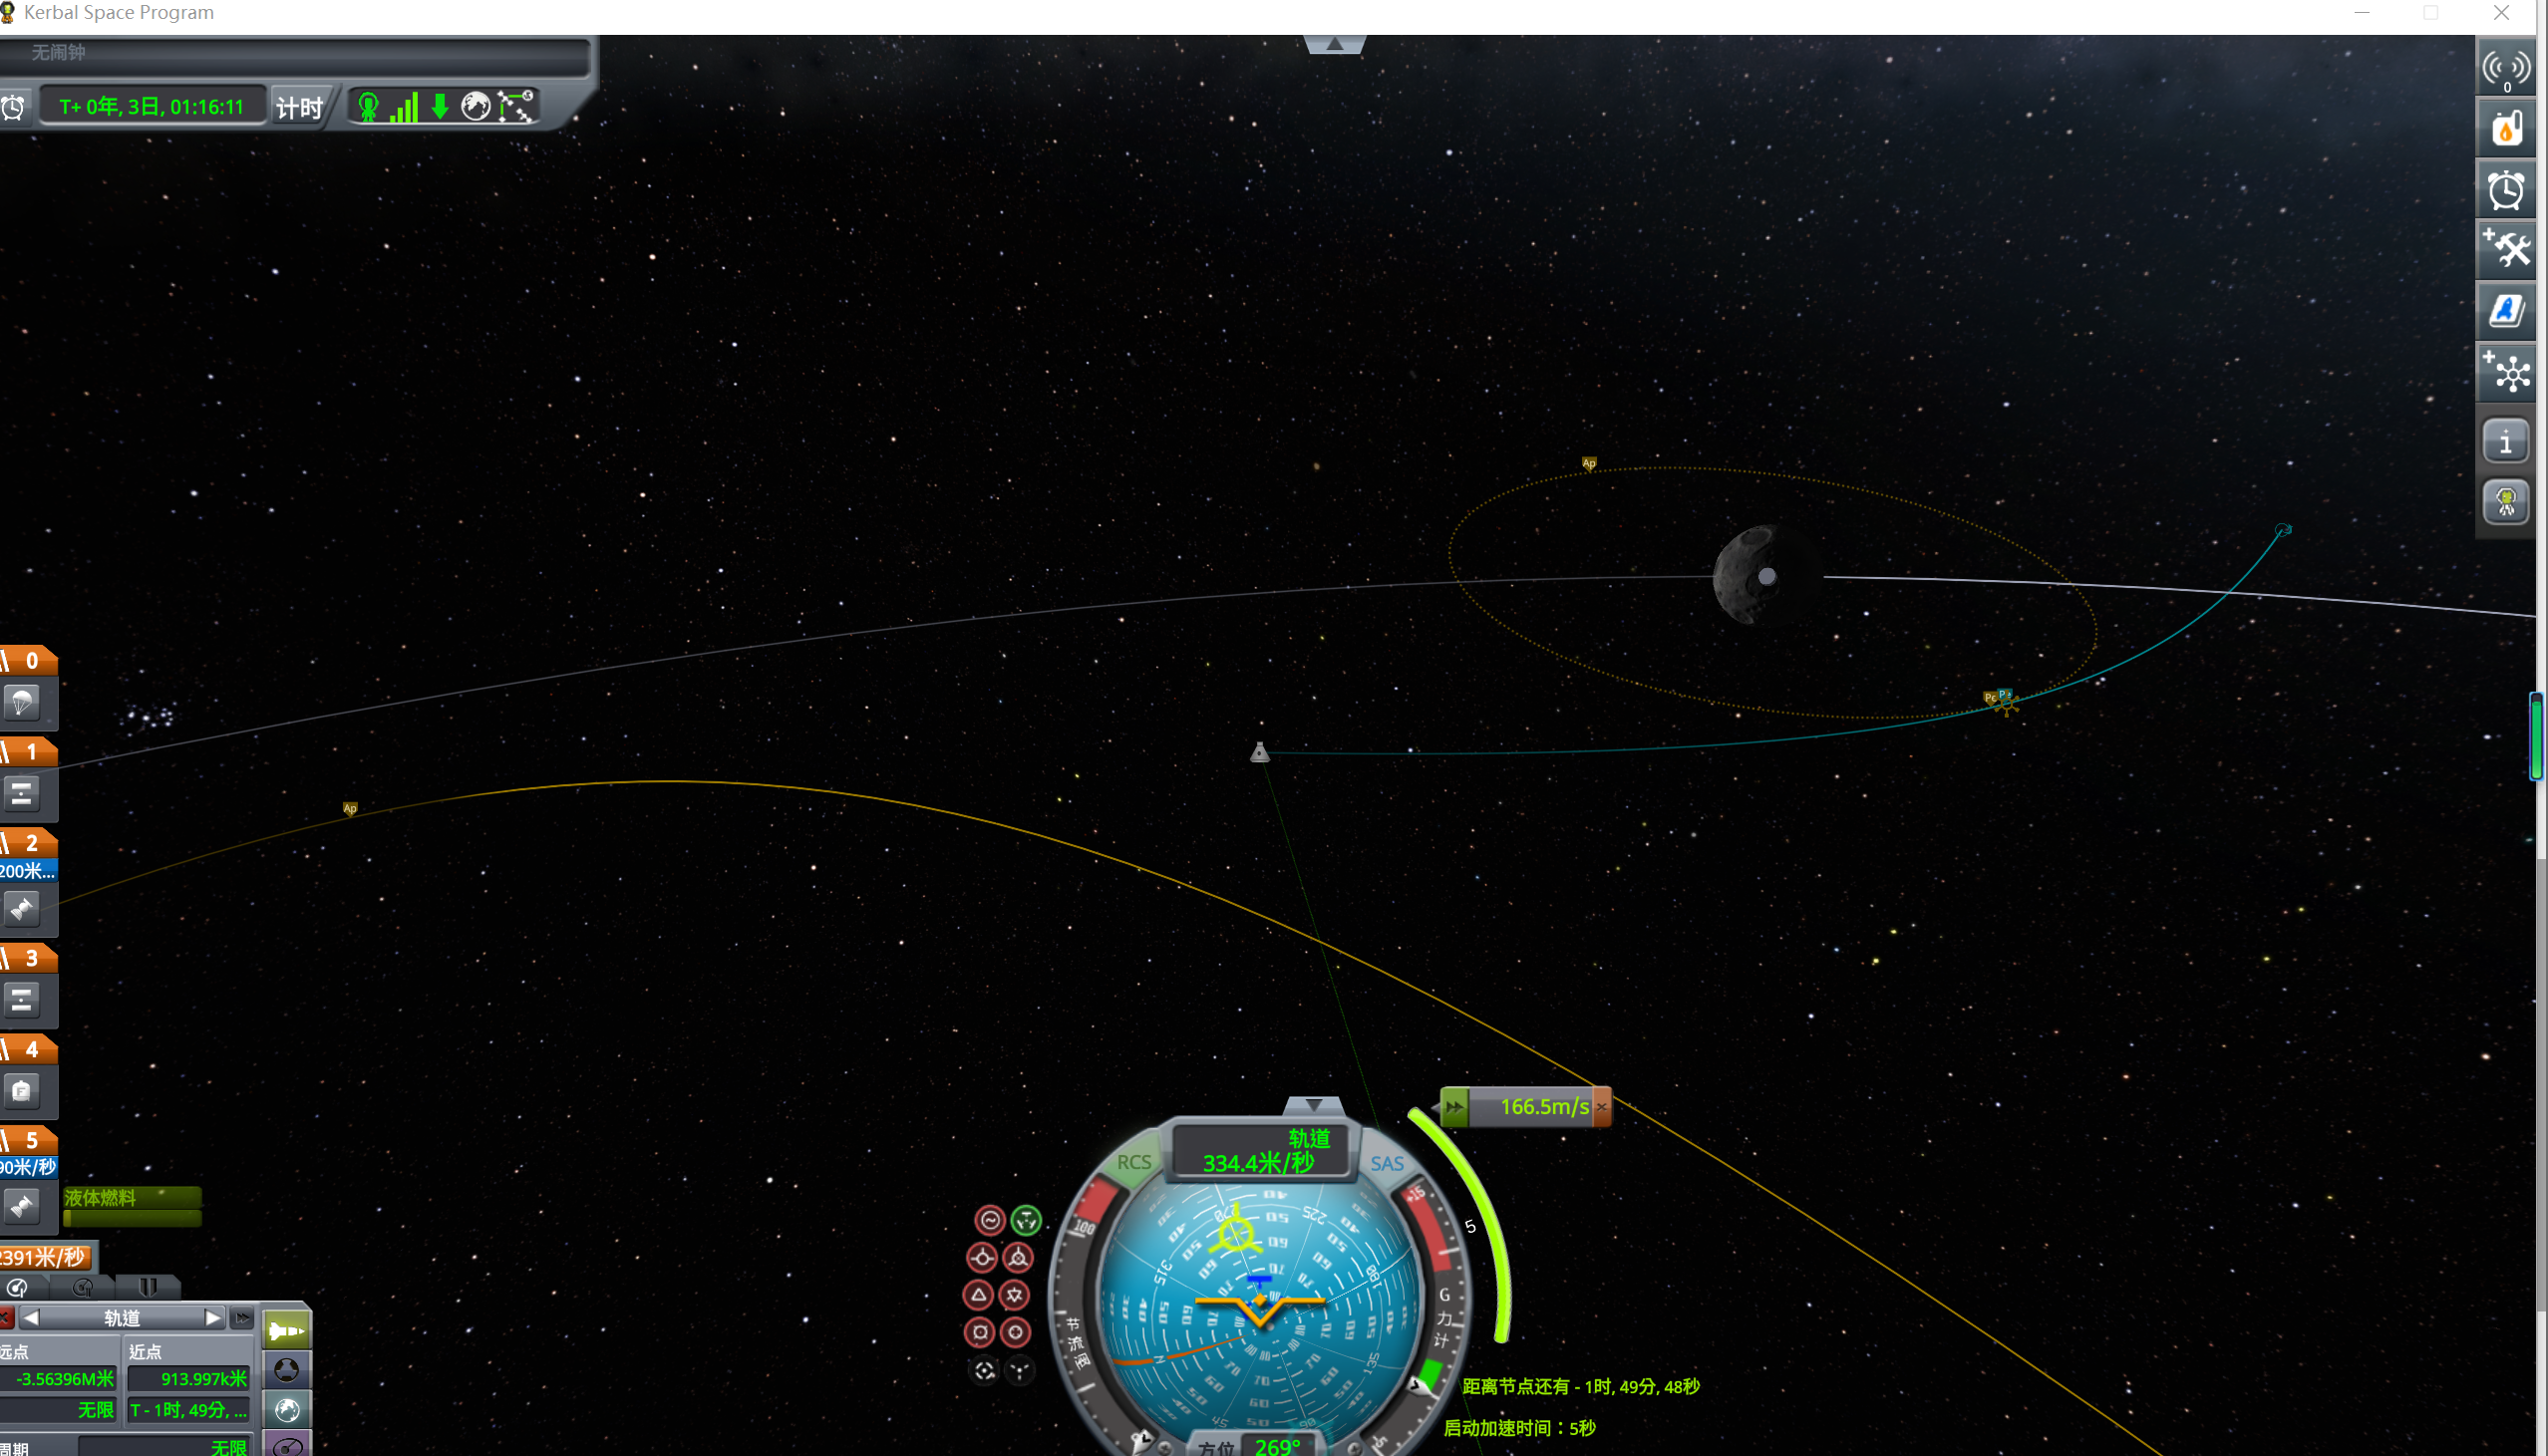 Kerbal Space Program
无闹钟
T+ 0年, 3日, 01:16:11
计时
0
Ap
Ap
Pe
0
1
2
200米...
3
4
5
90米/秒
液体燃料
2391米/秒
轨道
远点
近点
-3.56396M米
913.997k米
无限
T - 1时, 49分, ...
周期
无限
166.5m/s
轨道
334.4米/秒
RCS
SAS
100
节流阀
+15
5
G力计
方位
269°
距离节点还有 - 1时, 49分, 48秒
启动加速时间：5秒